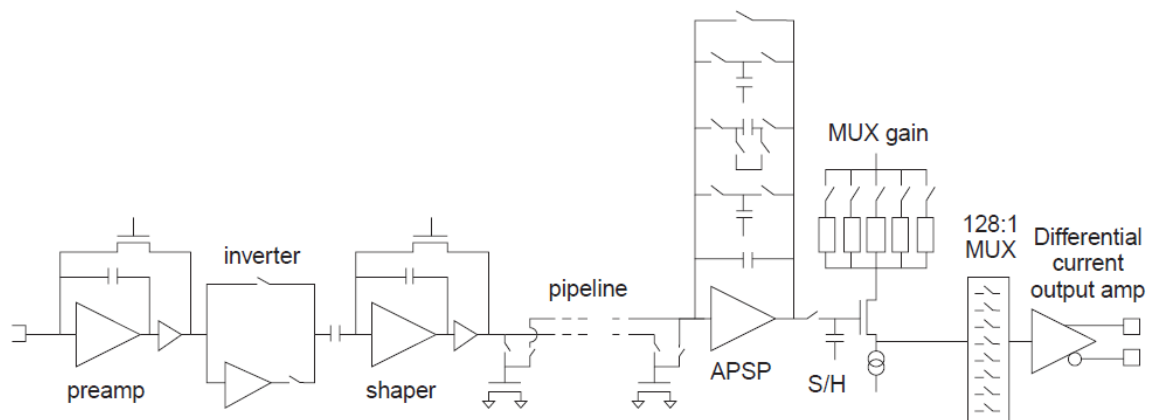 MUX gain
128:1
MUX
Differential
current
output amp
inverter
pipeline
preamp
shaper
APSP
S/H